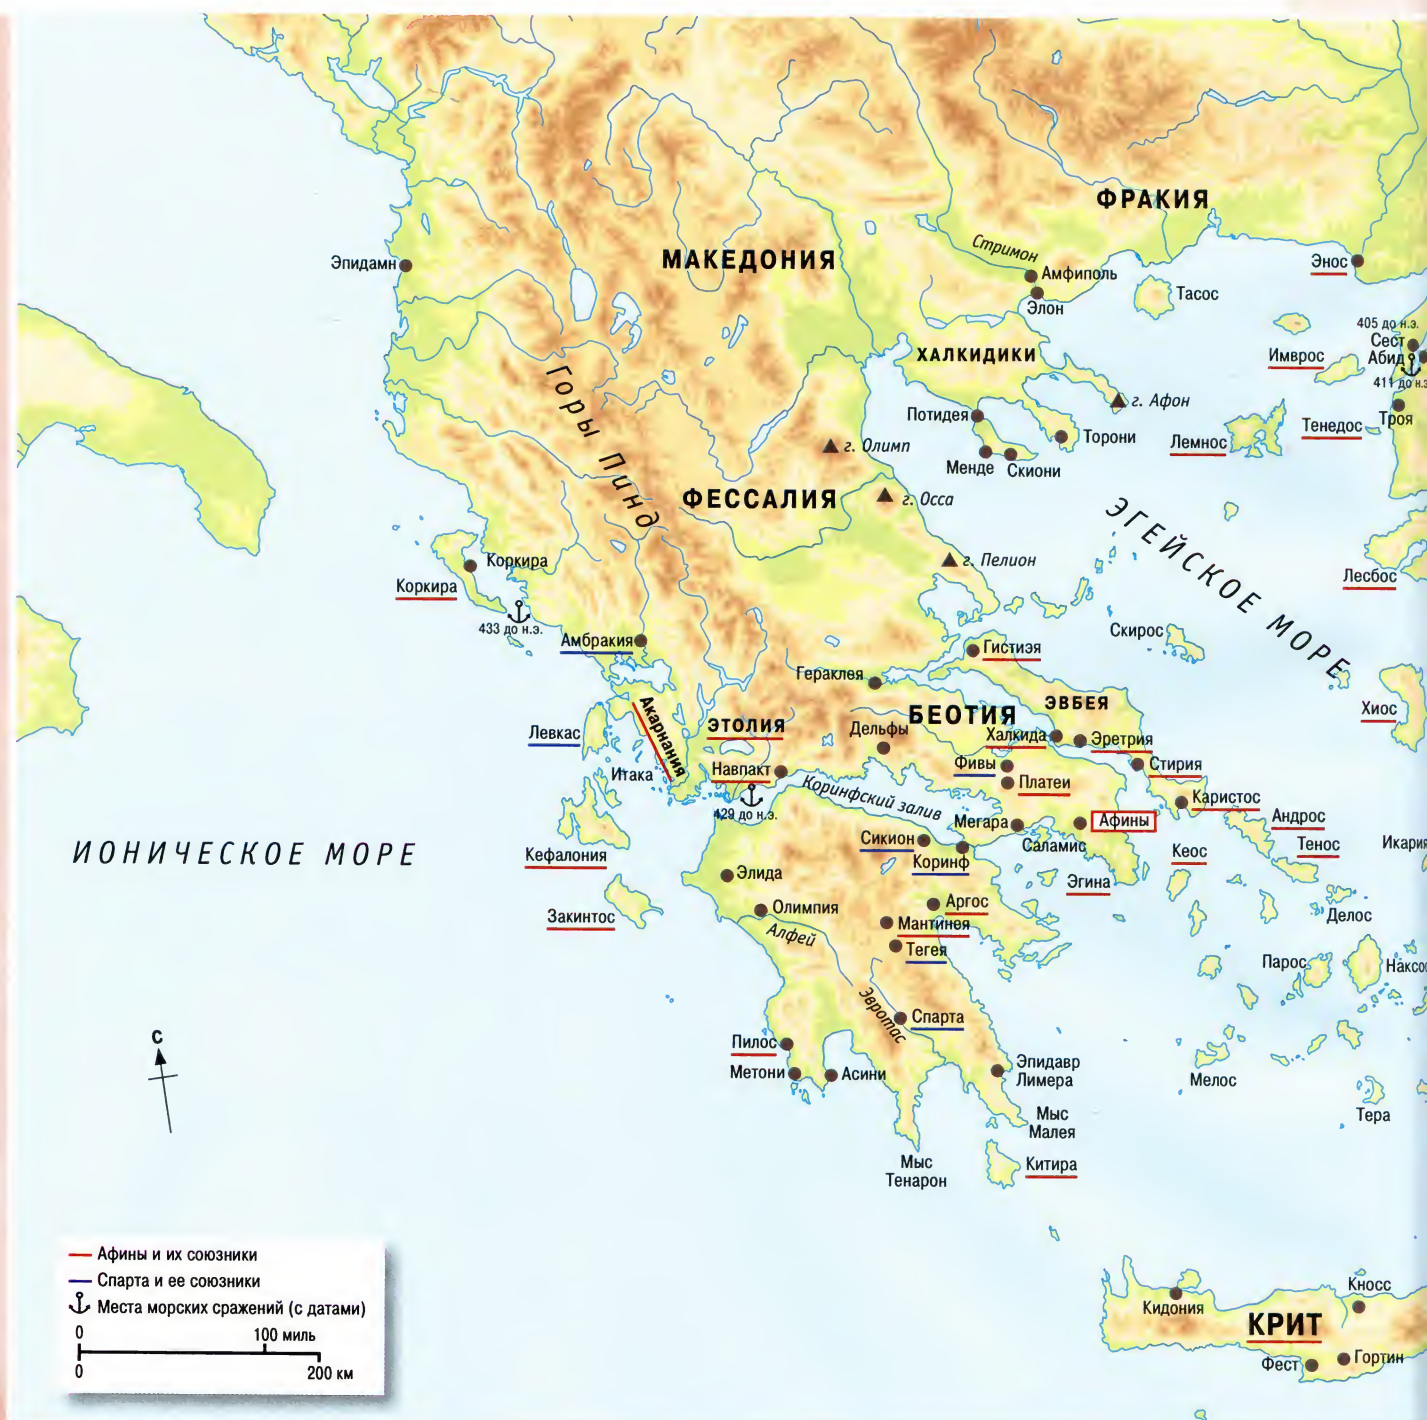 ФРАКИЯ
Стримон
МАКЕДОНИЯ
Эпидамн
Амфиполь
Элон
Тасос
Энос
405 до н.э.
Сест
Абид
411 до н.э.
Имврос
ХАЛКИДИКИ
Горы Пинд
г. Афон
Потидея
Торони
Троя
Тенедос
Лемнос
г. Олимп
Менде
Скиони
ФЕССАЛИЯ
г. Осса
ЭГЕЙСКОЕ МОРЕ
г. Пелион
Коркира
Коркира
Лесбос
433 до н.э.
Амбракия
Скирос
Гистиэя
Гераклея
Акарнания
ЭВБЕЯ
Хиос
БЕОТИЯ
ЭТОЛИЯ
Левкас
Дельфы
Халкида
Эретрия
Фивы
Стирия
Итака
Навпакт
Платеи
Коринфский залив
Каристос
429 до н.э.
Мегара
Афины
Андрос
Сикион
Саламис
Тенос
Икария
ИОНИЧЕСКОЕ МОРЕ
Кефалония
Коринф
Кеос
Элида
Эгина
Аргос
Олимпия
Закинтос
Мантинея
Делос
Алфей
Тегея
Парос
Наксо
Эвротас
Спарта
С
Пилос
Метони
Асини
Эпидавр
Лимера
Мелос
Мыс
Малея
Тера
Мыс
Тенарон
Китира
Афины и их союзники
Спарта и ее союзники
Места морских сражений (с датами)
0
100 миль
0
200 км
Кносс
Кидония
КРИТ
Фест
Гортин